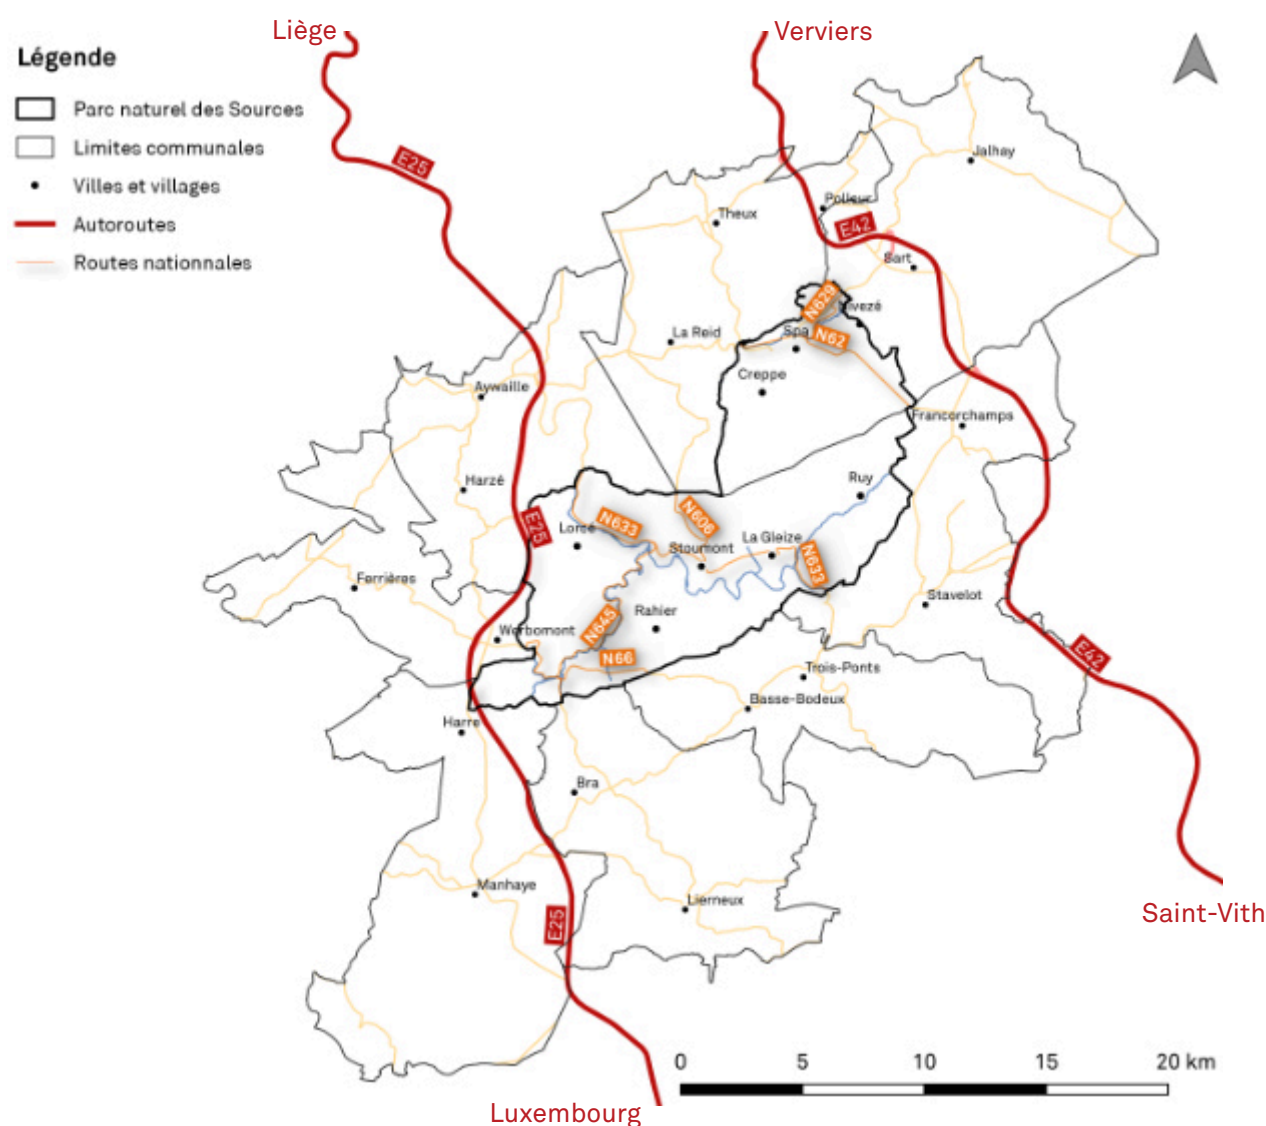 Liège
Verviers
Légende
Parc naturel des Sources
Limites communales
Villes et villages
Autoroutes
Routes nationnales
E25
Jalhay
Polleur
Theux
E42
Sart
N629
Nivezé
La Reid
Spa
N62
Creppe
Aywaille
Francorchamps
Harzé
Ruy
E25
Lorcé
N633
N606
Stoumont
La Gleize
N633
Ferrières
Stavelot
Werbomont
N645
Rahier
N66
E42
Trois-Ponts
Basse-Bodeux
Harre
Bra
Manhaye
Lierneux
E25
Saint-Vith
0 5 10 15 20 km
Luxembourg